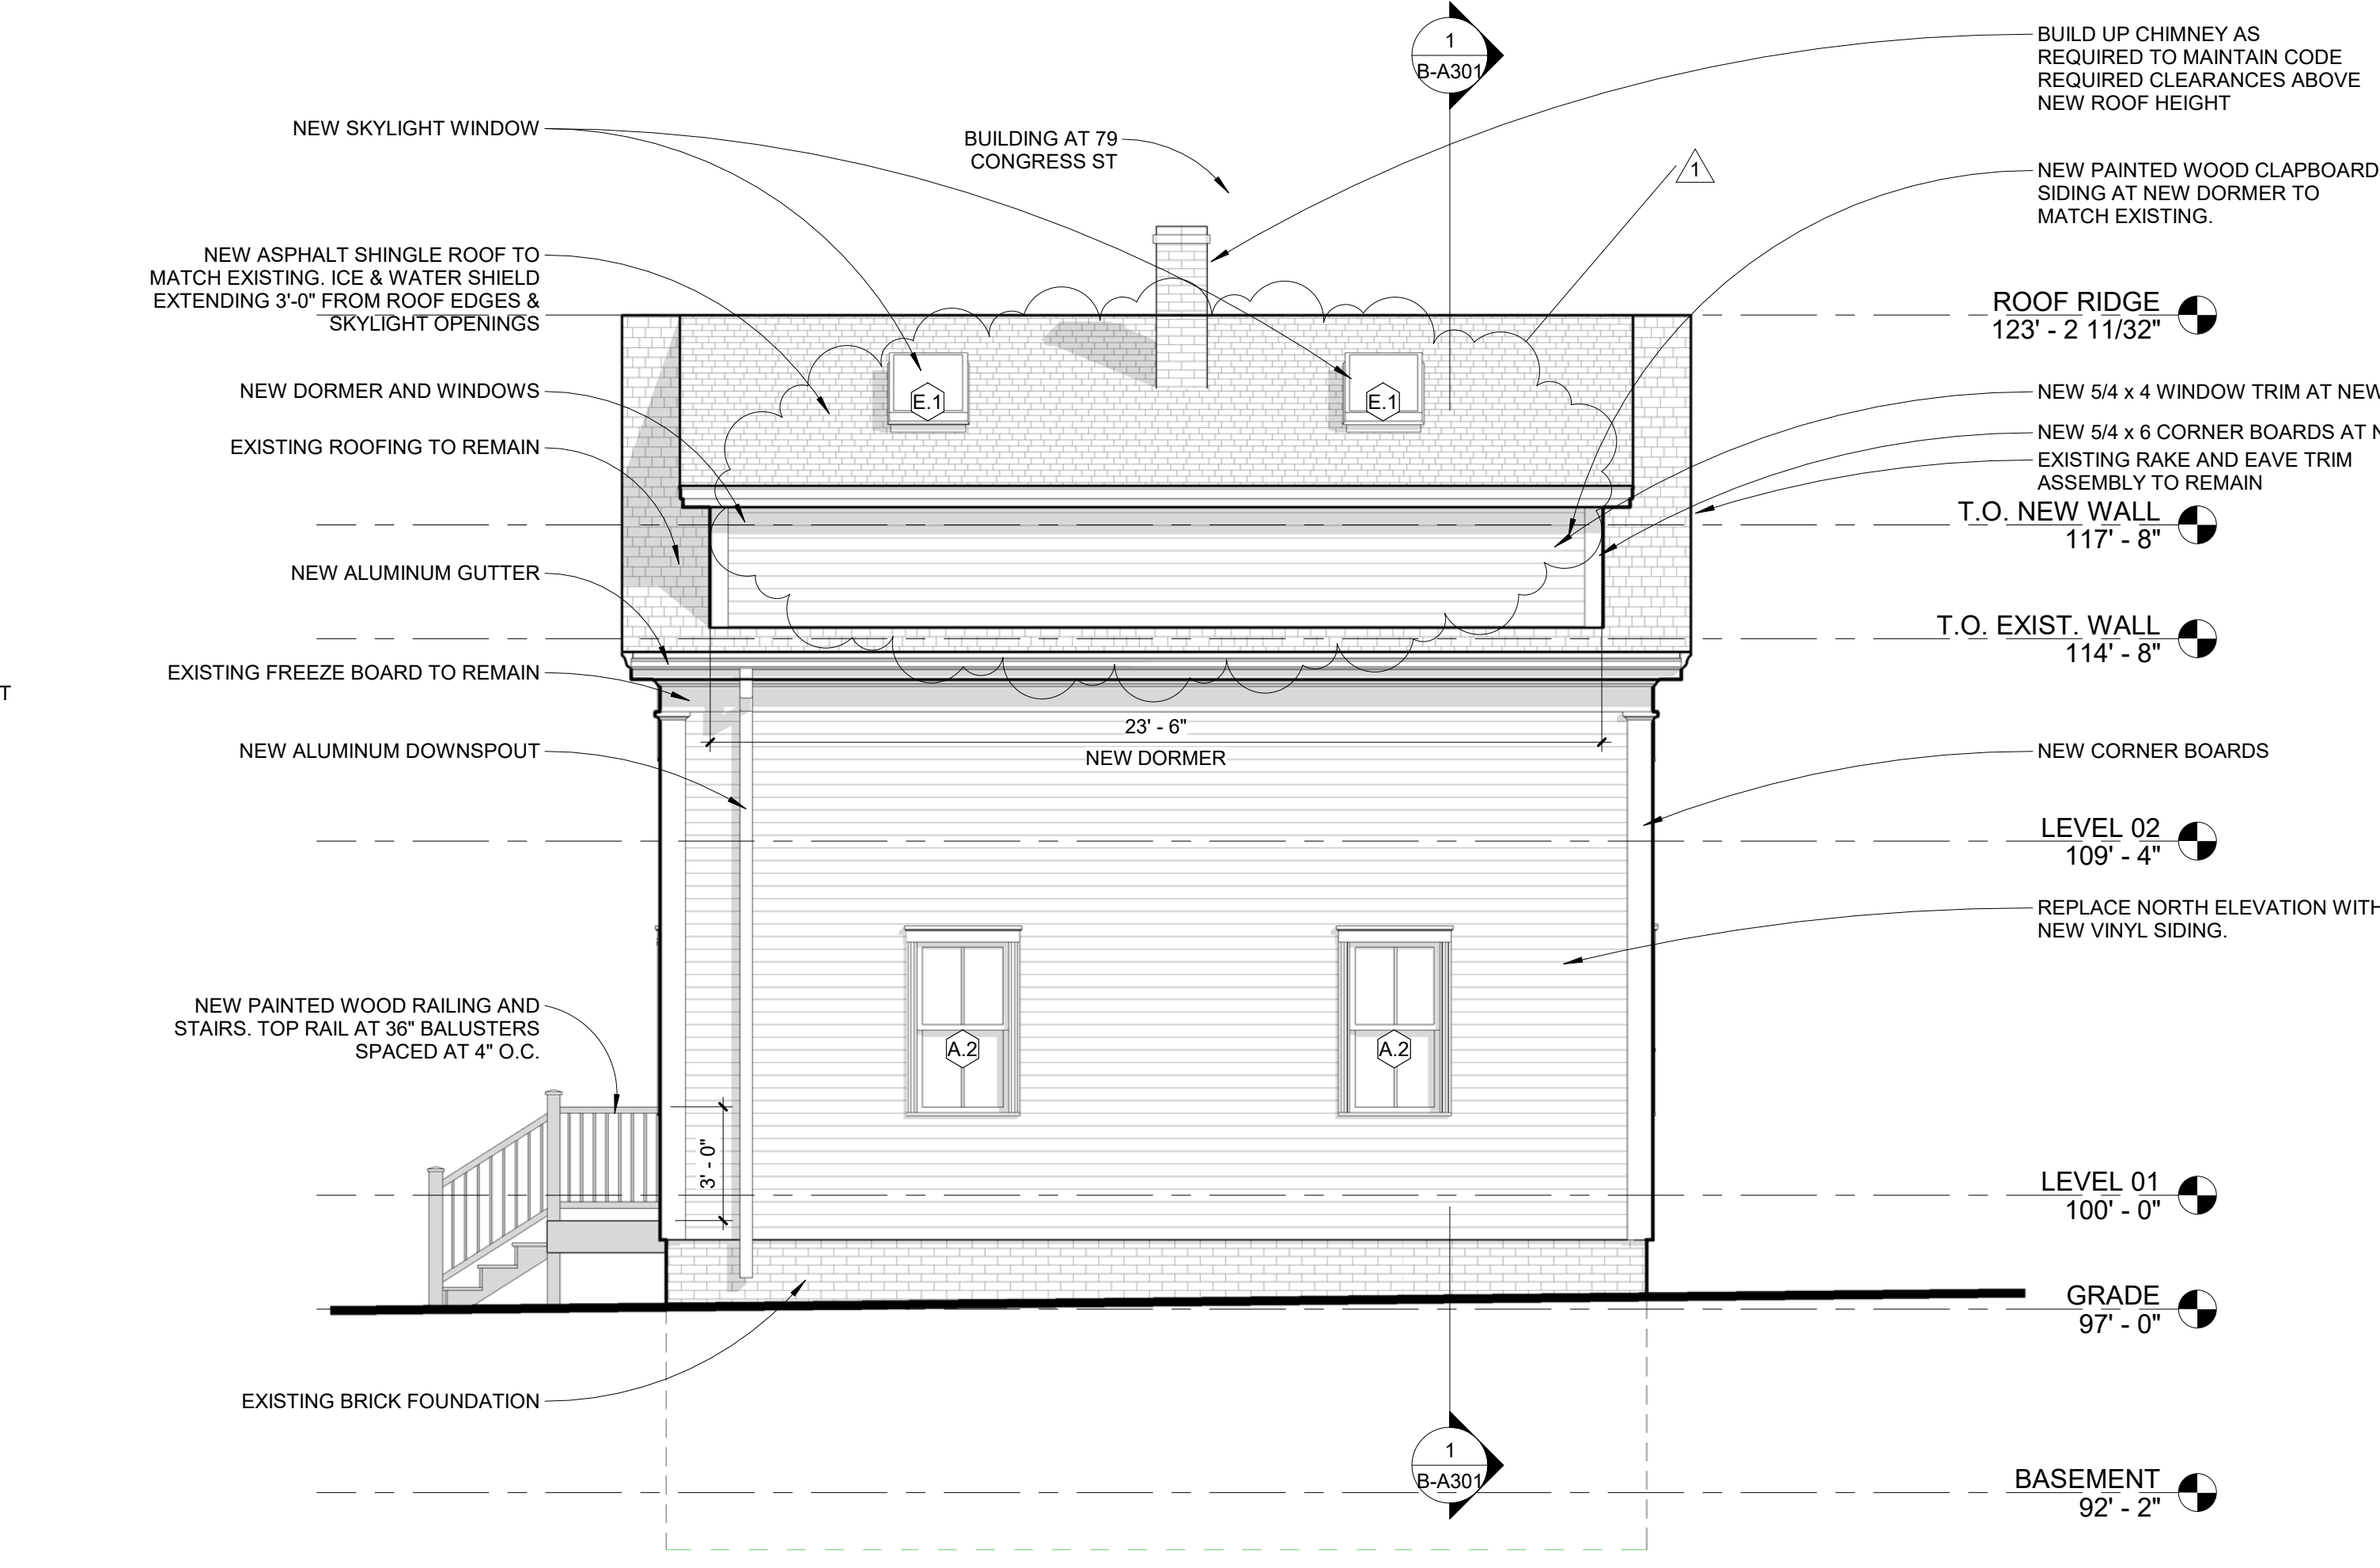 1
B-A301
BUILD UP CHIMNEY AS
REQUIRED TO MAINTAIN CODE
REQUIRED CLEARANCES ABOVE
NEW ROOF HEIGHT
NEW SKYLIGHT WINDOW
BUILDING AT 79
CONGRESS ST
1
NEW PAINTED WOOD CLAPBOARD
SIDING AT NEW DORMER TO
MATCH EXISTING.
NEW ASPHALT SHINGLE ROOF TO
MATCH EXISTING. ICE & WATER SHIELD
EXTENDING 3'-0" FROM ROOF EDGES &
SKYLIGHT OPENINGS
ROOF RIDGE
123' - 2 11/32"
NEW DORMER AND WINDOWS
E.1
E.1
NEW 5/4 x 4 WINDOW TRIM AT NEW
EXISTING ROOFING TO REMAIN
NEW 5/4 x 6 CORNER BOARDS AT N
EXISTING RAKE AND EAVE TRIM
ASSEMBLY TO REMAIN
T.O. NEW WALL
117' - 8"
NEW ALUMINUM GUTTER
T.O. EXIST. WALL
114' - 8"
EXISTING FREEZE BOARD TO REMAIN
T
23' - 6"
NEW DORMER
NEW ALUMINUM DOWNSPOUT
NEW CORNER BOARDS
LEVEL 02
109' - 4"
REPLACE NORTH ELEVATION WITH
NEW VINYL SIDING.
NEW PAINTED WOOD RAILING AND
STAIRS. TOP RAIL AT 36" BALUSTERS
SPACED AT 4" O.C.
A.2
A.2
3' - 0"
LEVEL 01
100' - 0"
GRADE
97' - 0"
EXISTING BRICK FOUNDATION
1
B-A301
BASEMENT
92' - 2"